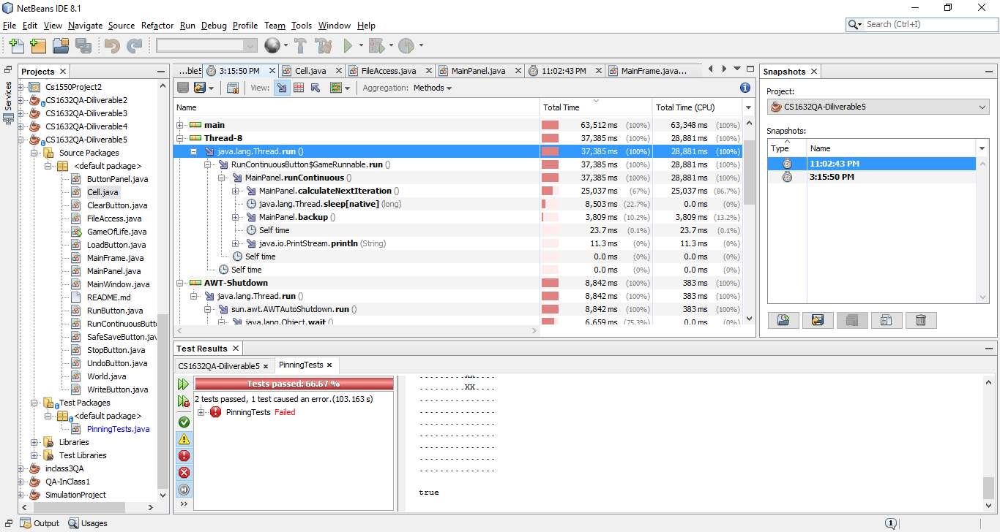 NetBeans IDE 8.1
File Edit View Navigate Source Refactor Run Debug Profile Team Tools Window Help
Search (Ctrl+I)
Services
Projects
Cs1550Project2
CS1632QA-Diliverable2
CS1632QA-Diliverable3
CS1632QA-Diliverable4
CS1632QA-Diliverable5
Source Packages
<default package>
ButtonPanel.java
Cell.java
ClearButton.java
FileAccess.java
GameOfLife.java
LoadButton.java
MainFrame.java
MainPanel.java
MainWindow.java
README.md
RunButton.java
RunContinuousButto
SafeSaveButton.jav
StopButton.java
UndoButton.java
World.java
WriteButton.java
Test Packages
<default package>
PinningTests.java
Libraries
Test Libraries
inclass3QA
QA-InClass1
SimulationProject
...ble5 3:15:50 PM Cell.java FileAccess.java MainPanel.java 11:02:43 PM MainFrame.java...
View: Aggregation: Methods
Name Total Time Total Time (CPU)
main 63,512 ms (100%) 63,348 ms (100%)
Thread-8 37,385 ms (100%) 28,881 ms (100%)
java.lang.Thread.run () 37,385 ms (100%) 28,881 ms (100%)
RunContinuousButton$GameRunnable.run () 37,385 ms (100%) 28,881 ms (100%)
MainPanel.runContinuous () 37,385 ms (100%) 28,881 ms (100%)
MainPanel.calculateNextIteration () 25,037 ms (67%) 25,037 ms (86.7%)
java.lang.Thread.sleep[native] (long) 8,503 ms (22.7%) 0.0 ms (0%)
MainPanel.backup () 3,809 ms (10.2%) 3,809 ms (13.2%)
Self time 23.7 ms (0.1%) 23.7 ms (0.1%)
java.io.PrintStream.println (String) 11.3 ms (0%) 11.3 ms (0%)
Self time 0.0 ms (0%) 0.0 ms (0%)
Self time 0.0 ms (0%) 0.0 ms (0%)
AWT-Shutdown 8,842 ms (100%) 383 ms (100%)
java.lang.Thread.run () 8,842 ms (100%) 383 ms (100%)
sun.awt.AWTAutoShutdown.run () 8,842 ms (100%) 383 ms (100%)
java.lang.Object.wait () 6,659 ms (75.3%) 0.0 ms (0%)
Snapshots
Project:
CS1632QA-Diliverable5
Snapshots:
Type Name
11:02:43 PM
3:15:50 PM
Test Results
CS1632QA-Diliverable5 PinningTests
Tests passed: 66.67 %
2 tests passed, 1 test caused an error.(103.163 s)
PinningTests Failed
.........XX....
.........XX....
...............
...............
...............
...............
...............
...............
...............
true
Output Usages
1